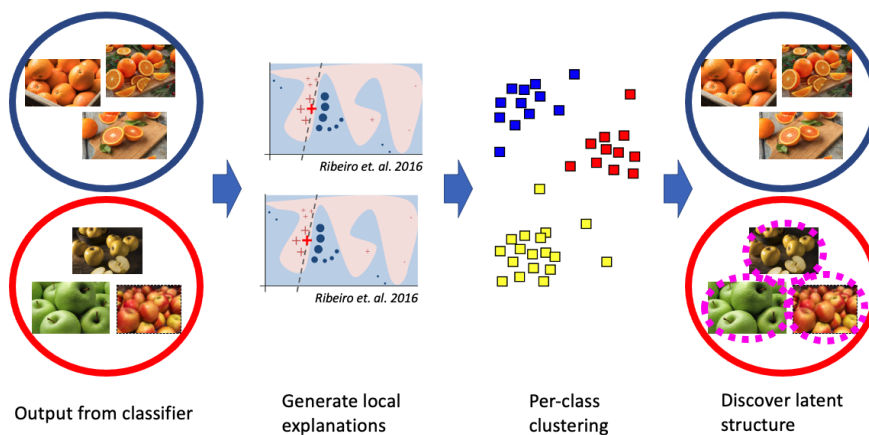 Ribeiro et. al. 2016
Ribeiro et. al. 2016
Output from classifier
Generate local
explanations
Per-class
clustering
Discover latent
structure